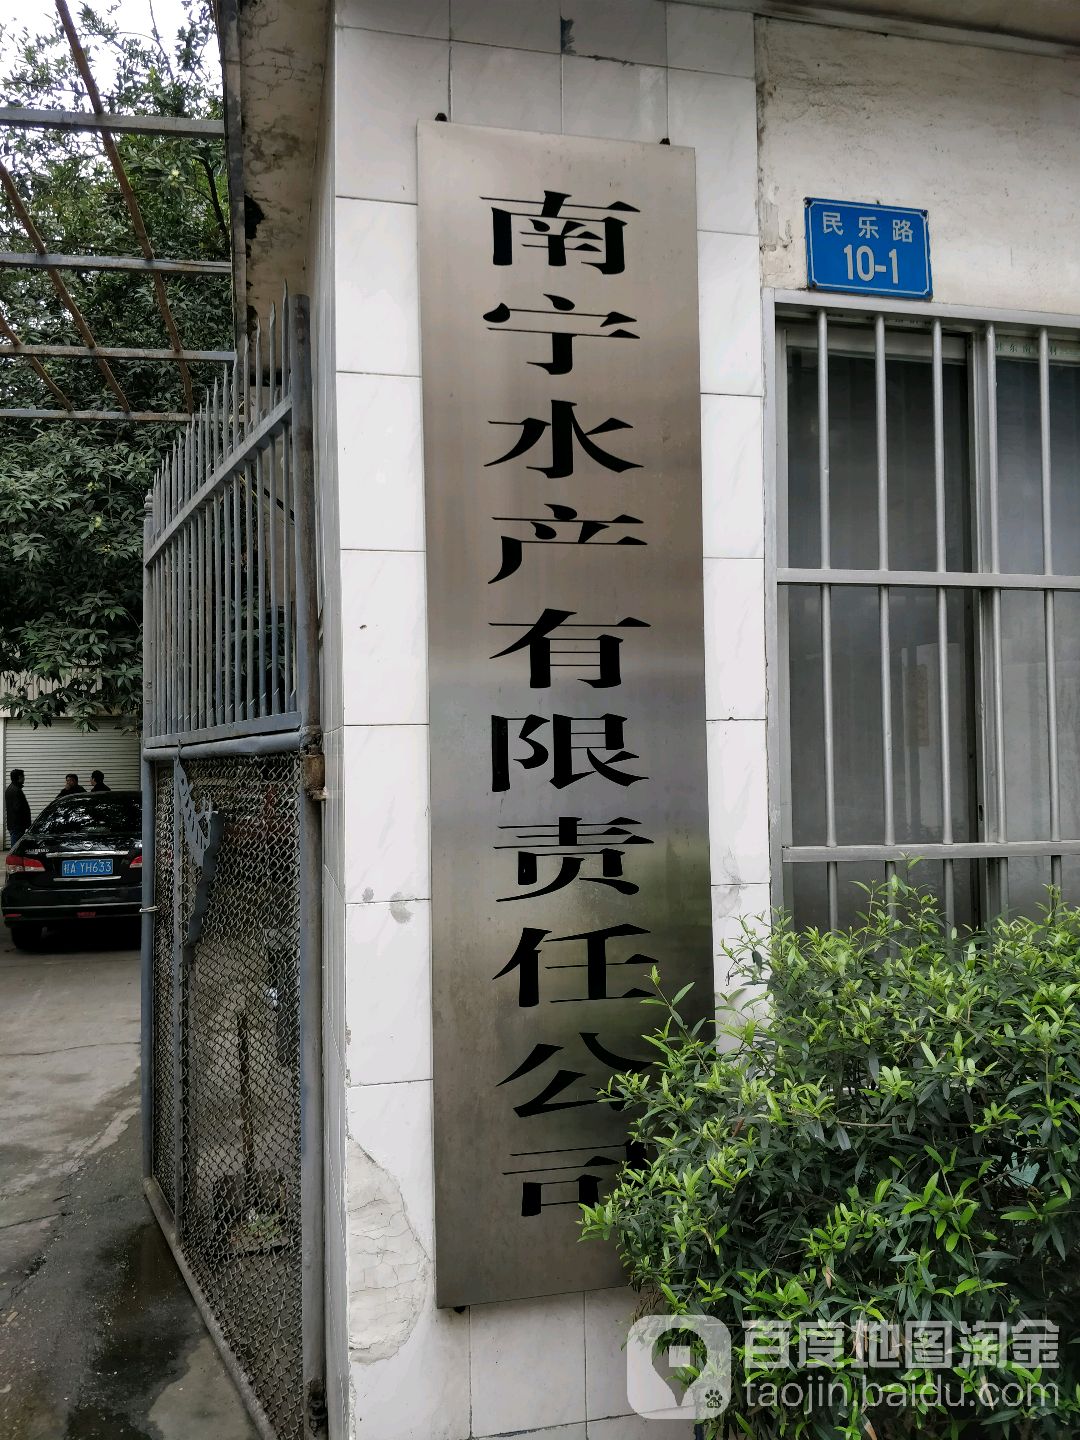 南宁水产有限责任公司
民乐路
10-1
桂A YH633
百度地图淘金
taojin.baidu.com